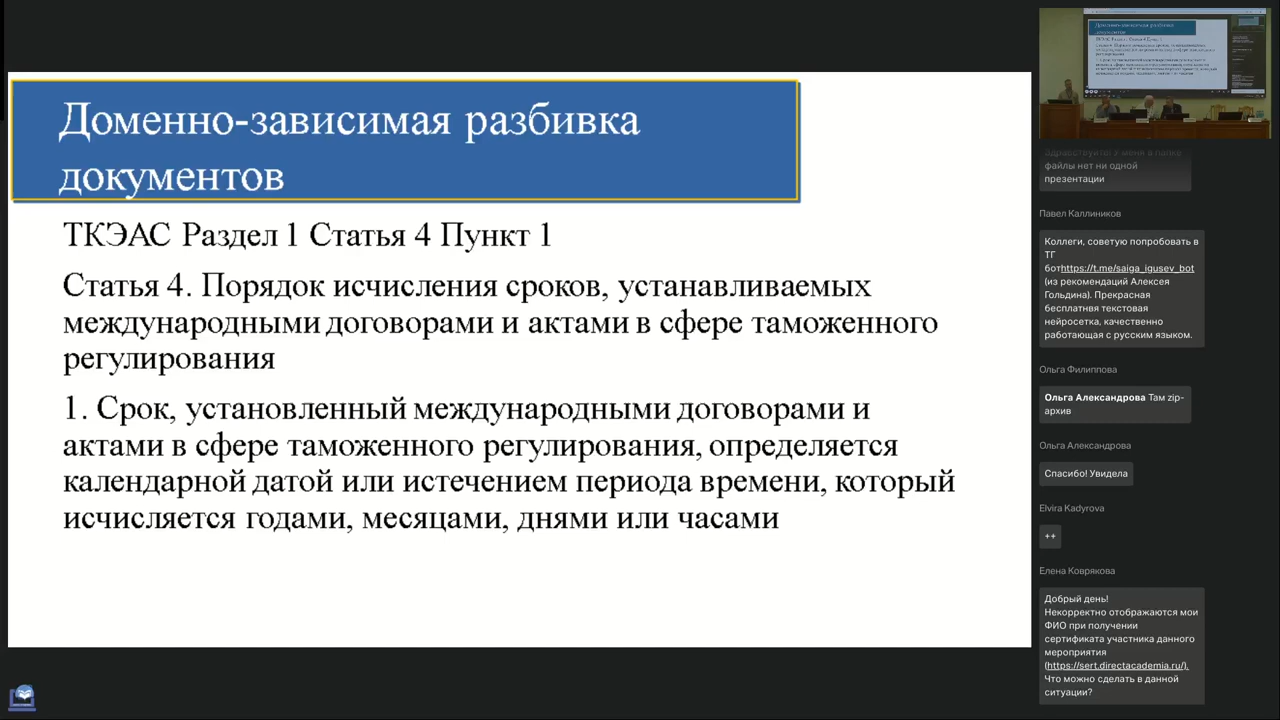 Доменно-зависимая разбивка
документов
ТКЭАС Раздел 1 Статья 4 Пункт 1
Статья 4. Порядок исчисления сроков, устанавливаемых
международными договорами и актами в сфере таможенного
регулирования
1. Срок, установленный международными договорами и
актами в сфере таможенного регулирования, определяется
календарной датой или истечением периода времени, который
исчисляется годами, месяцами, днями или часами
Здравствуйте! У меня в папке
файлы нет ни одной
презентации
Павел Каллиников
Коллеги, советую попробовать в
ТГ
ботhttps://t.me/saiga_igusev_bot
(из рекомендаций Алексея
Гольдина). Прекрасная
бесплатнвя текстовая
нейросетка, качественно
работающая с русским языком.
Ольга Филиппова
Ольга Александрова Там zip-
архив
Ольга Александрова
Спасибо! Увидела
Elvira Kadyrova
++
Елена Коврякова
Добрый день!
Некорректно отображаются мои
ФИО при получении
сертификата участника данного
мероприятия
(https://sert.directacademia.ru/).
Что можно сделать в данной
ситуации?